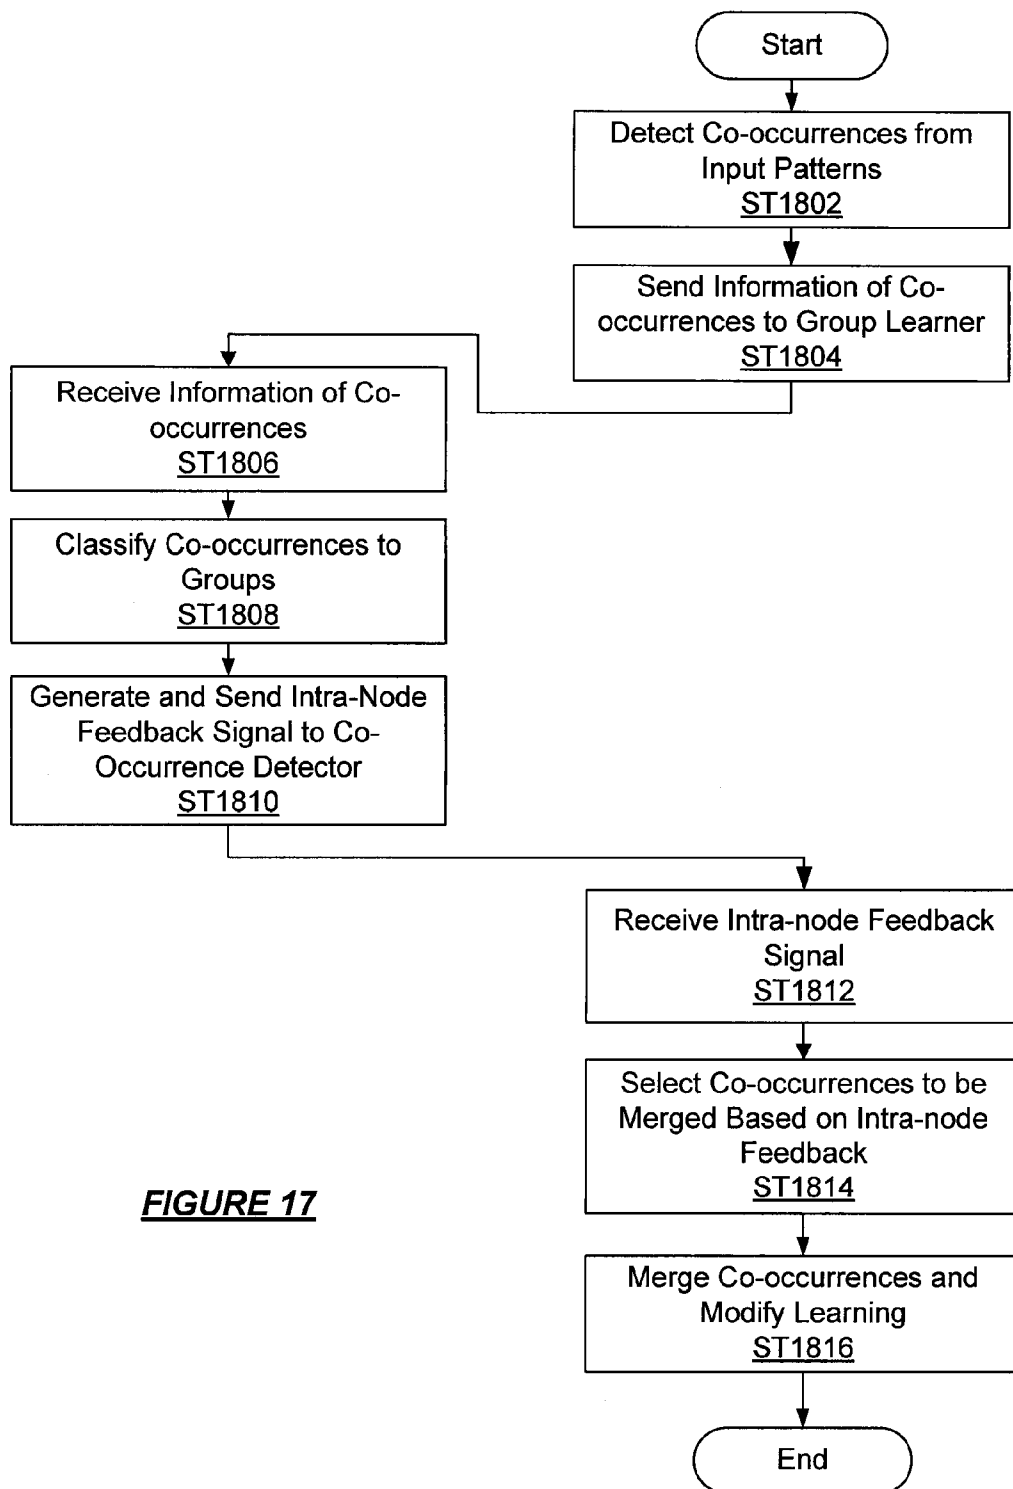 Start
Detect Co-occurrences from
Input Patterns
ST1802
Send Information of Co-
occurrences to Group Learner
ST1804
Receive Information of Co-
occurrences
ST1806
Classify Co-occurrences to
Groups
ST1808
Generate and Send Intra-Node
Feedback Signal to Co-
Occurrence Detector
ST1810
Receive Intra-node Feedback
Signal
ST1812
Select Co-occurrences to be
Merged Based on Intra-node
Feedback
ST1814
FIGURE 17
Merge Co-occurrences and
Modify Learning
ST1816
End